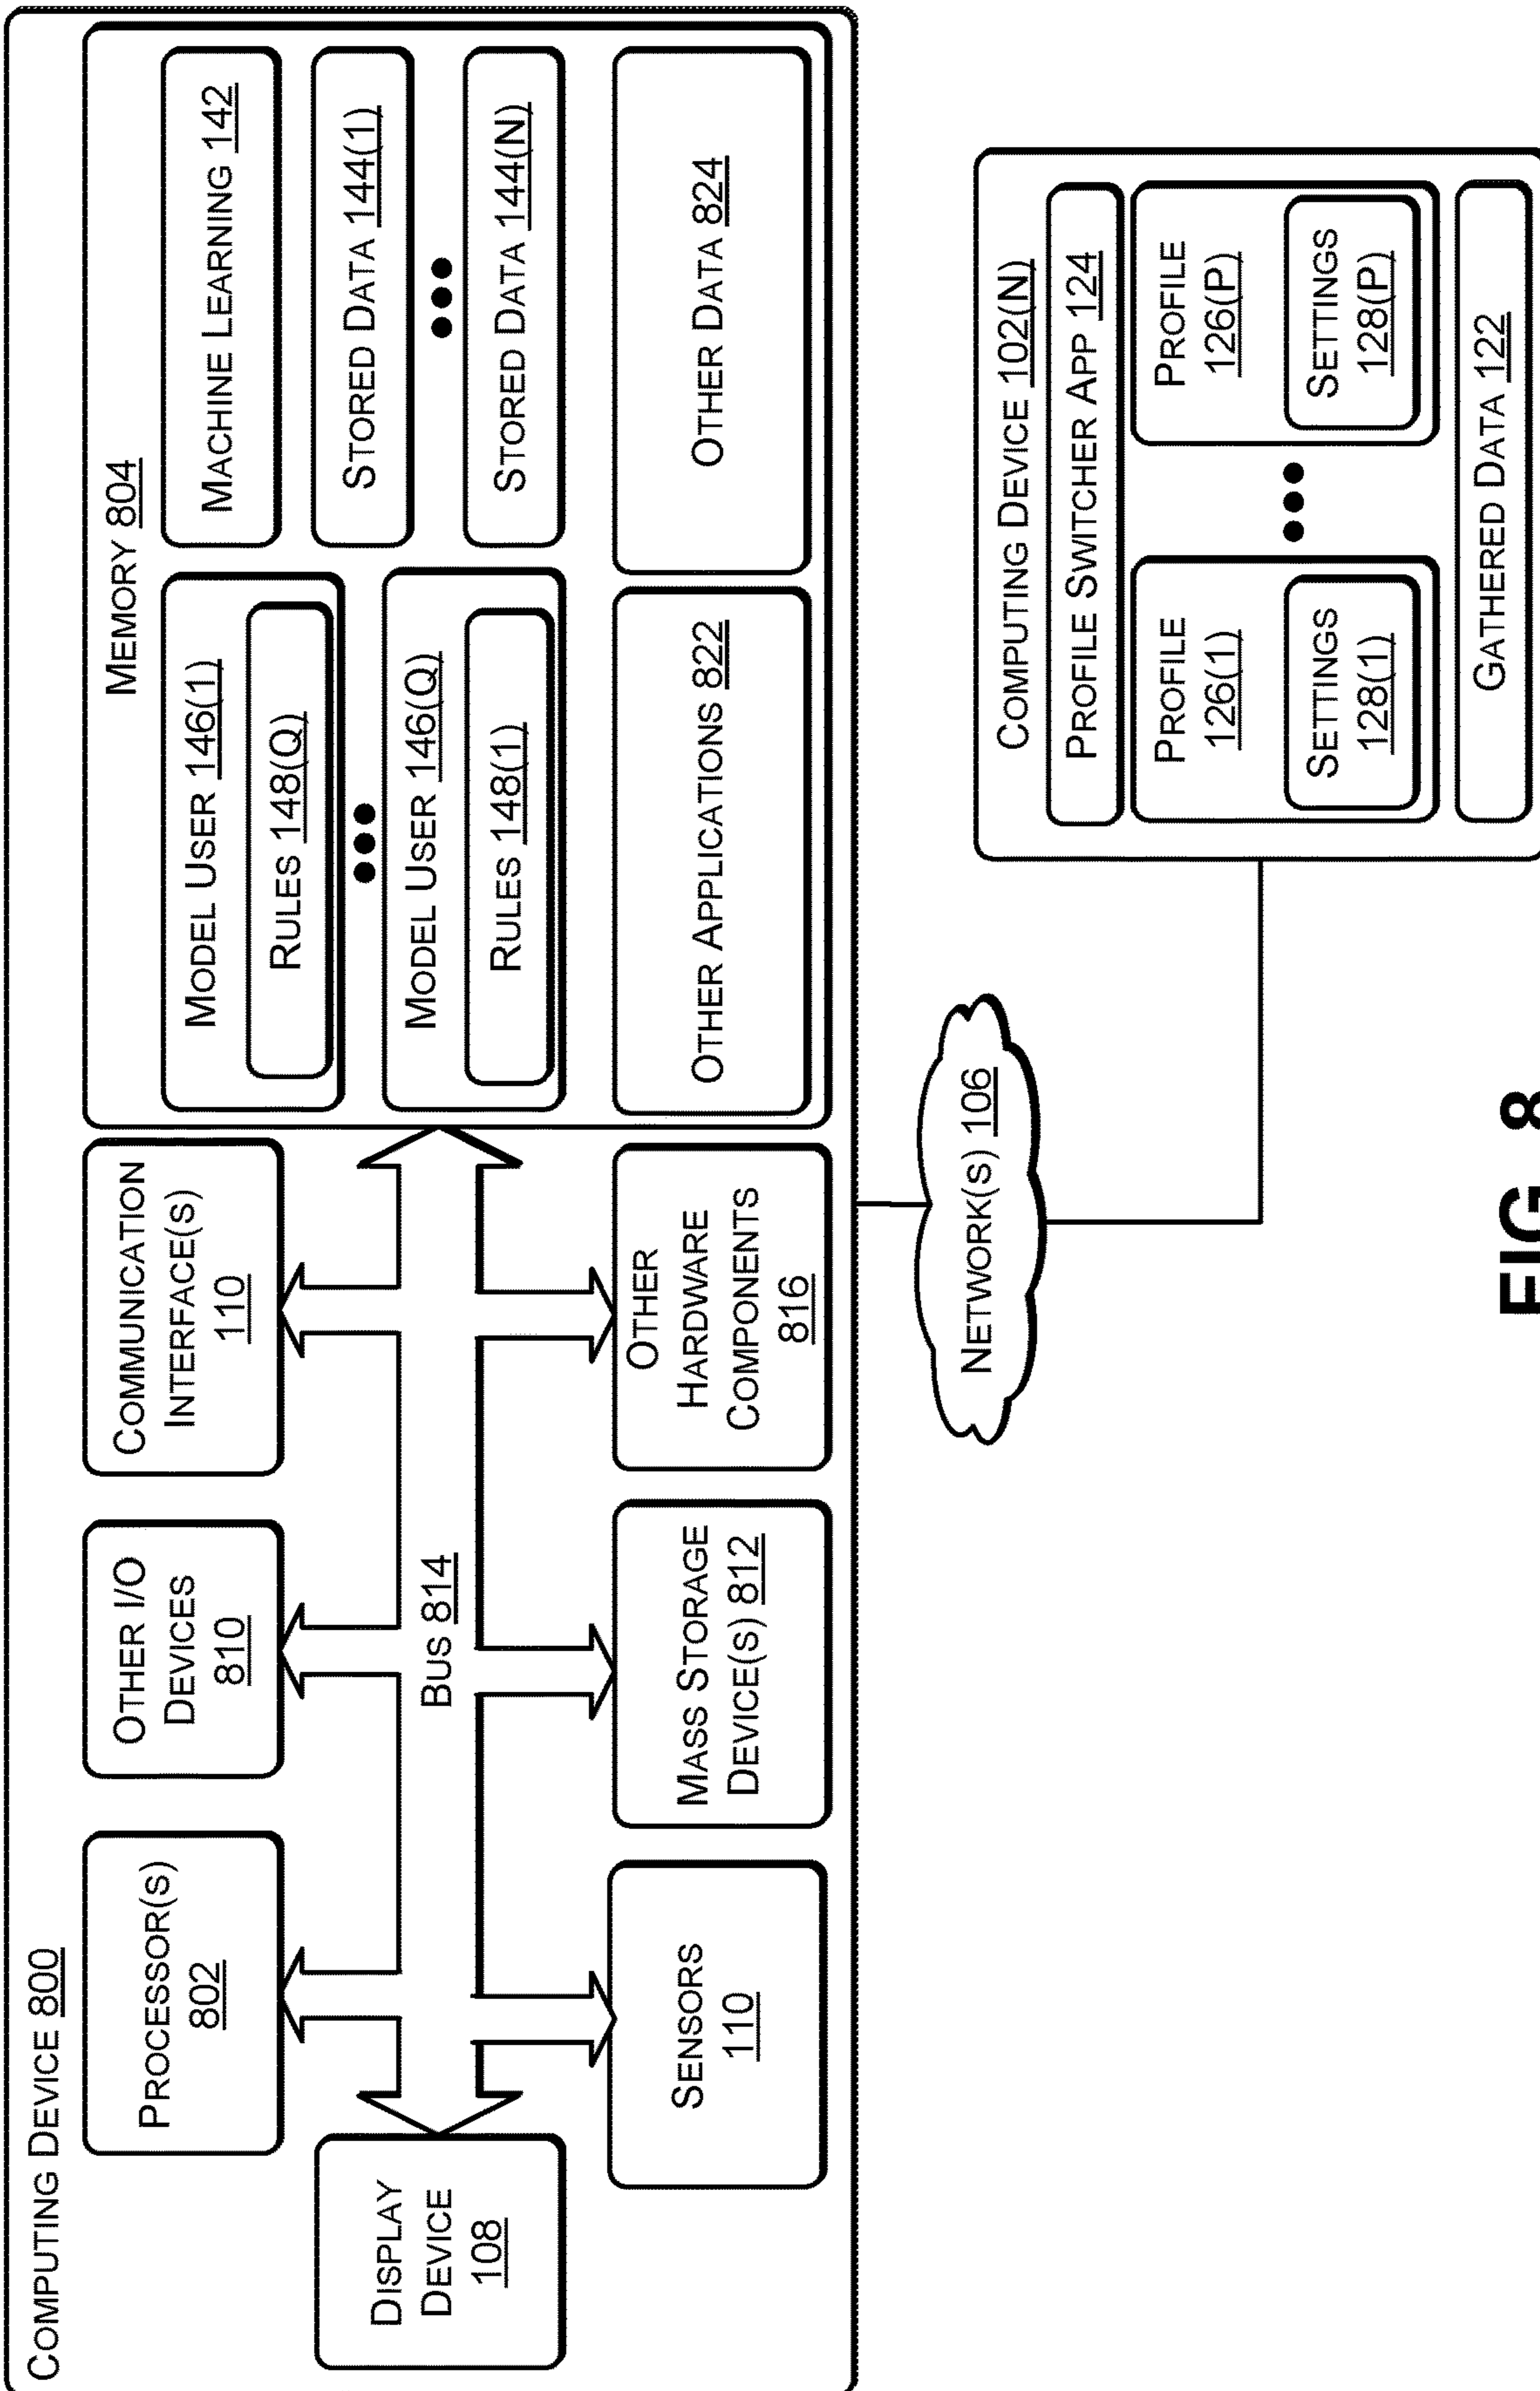 COMPUTING DEVICE 800
PROCESSOR(S)
802
OTHER I/O
DEVICES
810
COMMUNICATION
INTERFACE(S)
110
DISPLAY
DEVICE
108
BUS 814
SENSORS
110
MASS STORAGE
DEVICE(S) 812
OTHER
HARDWARE
COMPONENTS
816
MEMORY 804
MODEL USER 146(1)
RULES 148(Q)
MODEL USER 146(Q)
RULES 148(1)
OTHER APPLICATIONS 822
MACHINE LEARNING 142
STORED DATA 144(1)
STORED DATA 144(N)
OTHER DATA 824
NETWORK(S) 106
COMPUTING DEVICE 102(N)
PROFILE SWITCHER APP 124
PROFILE
126(1)
SETTINGS
128(1)
PROFILE
126(P)
SETTINGS
128(P)
GATHERED DATA 122
FIG. 8